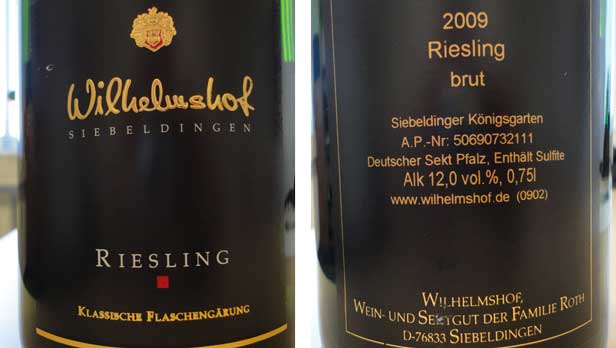 Wilhelmshof
SIEBELDINGEN
RIESLING
KLASSISCHE FLASCHENGÄRUNG
2009
Riesling
brut
Siebeldinger Königsgarten
A.P.-Nr: 50690732111
Deutscher Sekt Pfalz, Enthält Sulfite
Alk 12,0 vol.%, 0,75l
www.wilhelmshof.de (0902)
WILHELMSHOF,
WEIN- UND SEKTGUT DER FAMILIE ROTH
D-76833 SIEBELDINGEN